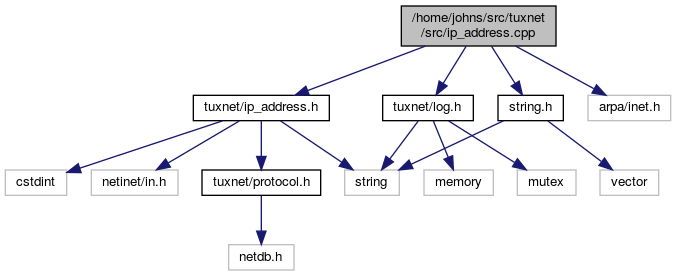 /home/johns/src/tuxnet
/src/ip_address.cpp
tuxnet/ip_address.h
tuxnet/log.h
string.h
arpa/inet.h
cstdint
netinet/in.h
tuxnet/protocol.h
string
memory
mutex
vector
netdb.h